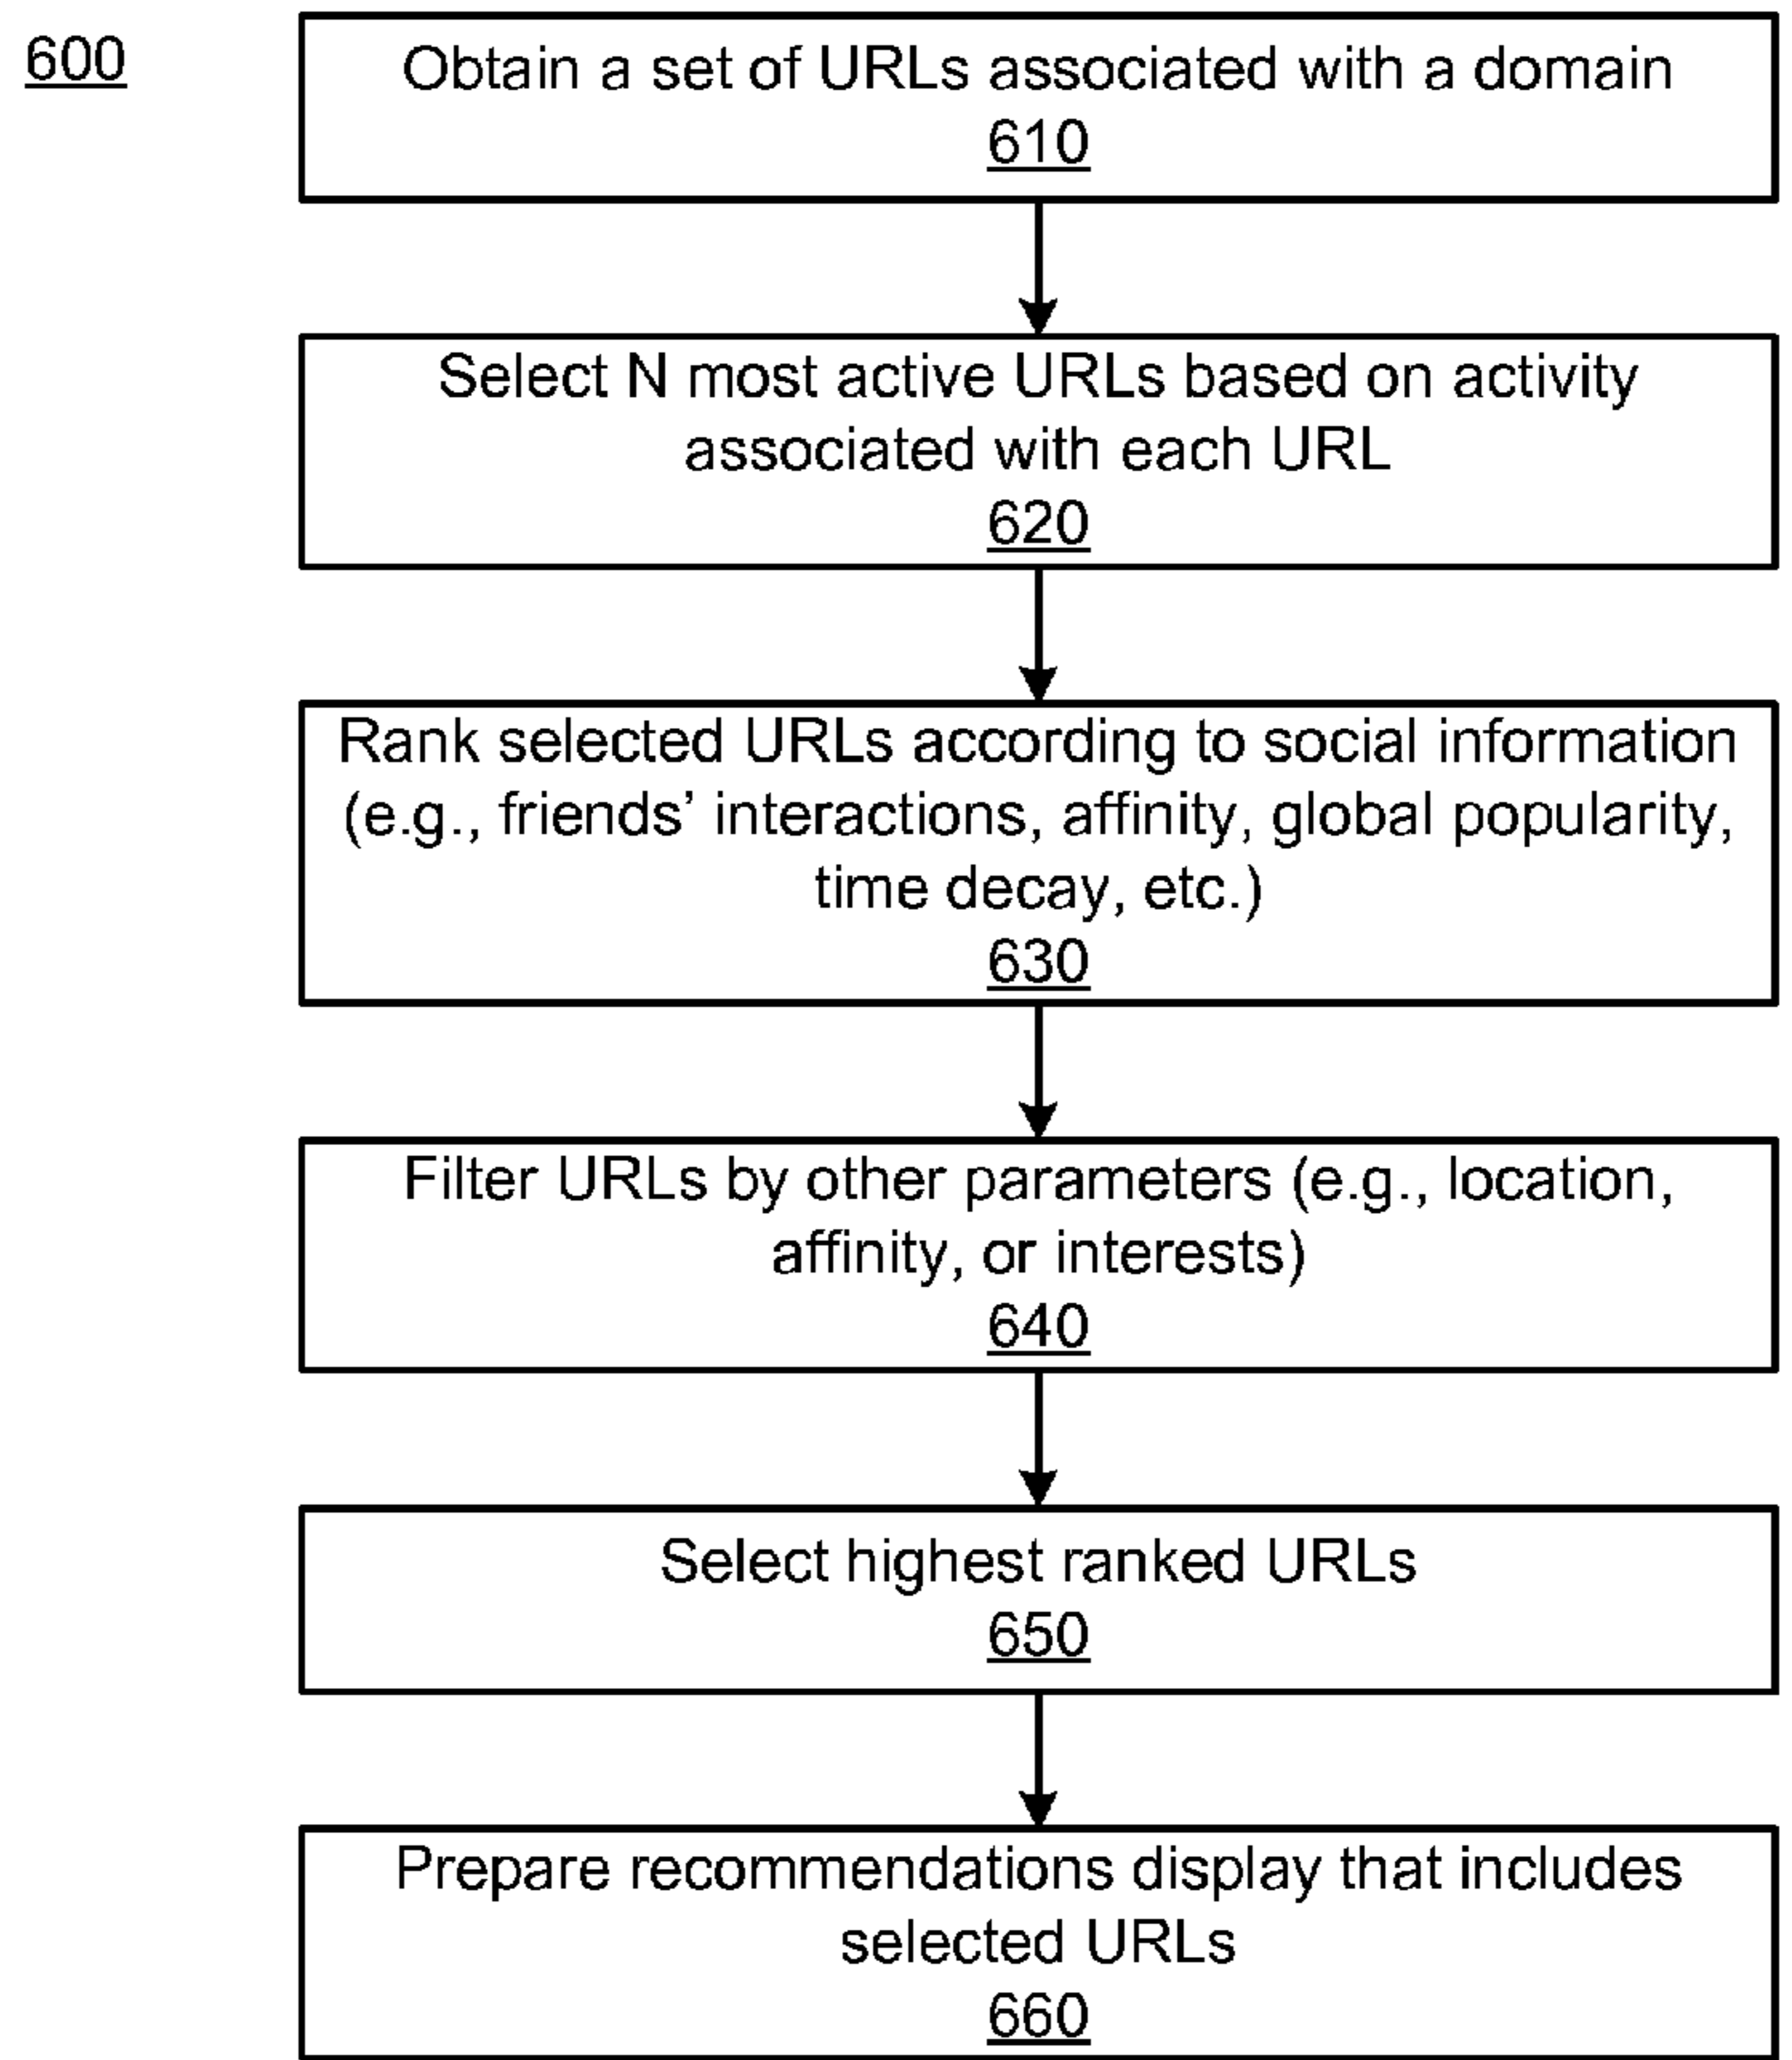 600
Obtain a set of URLs associated with a domain
610
Select N most active URLs based on activity
associated with each URL
620
Rank selected URLs according to social information
(e.g., friends’ interactions, affinity, global popularity,
time decay, etc.)
630
Filter URLs by other parameters (e.g., location,
affinity, or interests)
640
Select highest ranked URLs
650
Prepare recommendations display that includes
selected URLs
660